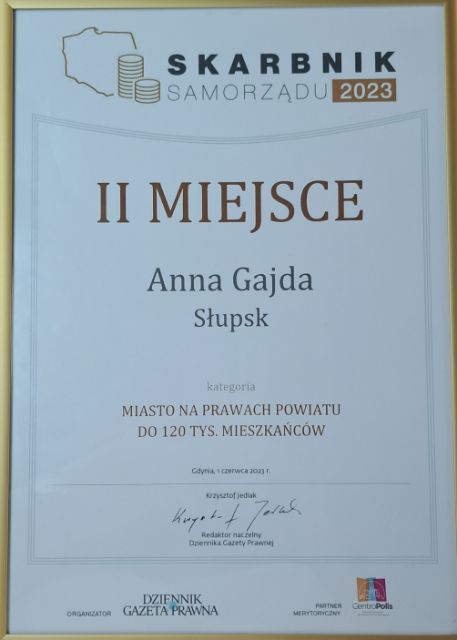 SKARBNIK
SAMORZĄDU 2023
II MIEJSCE
Anna Gajda
Słupsk
kategoria
MIASTO NA PRAWACH POWIATU
DO 120 TYS. MIESZKAŃCÓW
Gdynia, 1 czerwca 2023 r.
Krzysztof Jedlak
Redaktor naczelny
Dziennika Gazety Prawnej
ORGANIZATOR
DZIENNIK
GAZETA PRAWNA
PARTNER
MERYTORYCZNY:
CentroPolis